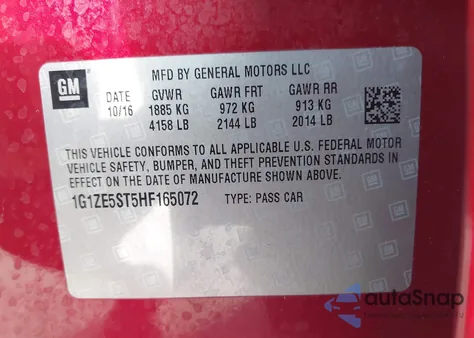 GM
MFD BY GENERAL MOTORS LLC
DATE GVWR GAWR FRT GAWR RR
10/16 1885 KG 972 KG 913 KG
4158 LB 2144 LB 2014 LB
THIS VEHICLE CONFORMS TO ALL APPLICABLE U.S. FEDERAL MOTOR
VEHICLE SAFETY, BUMPER, AND THEFT PREVENTION STANDARDS IN
EFFECT ON THE DATE OF MANUFACTURE SHOWN ABOVE.
1G1ZE5ST5HF165072 TYPE: PASS CAR
autoSnap